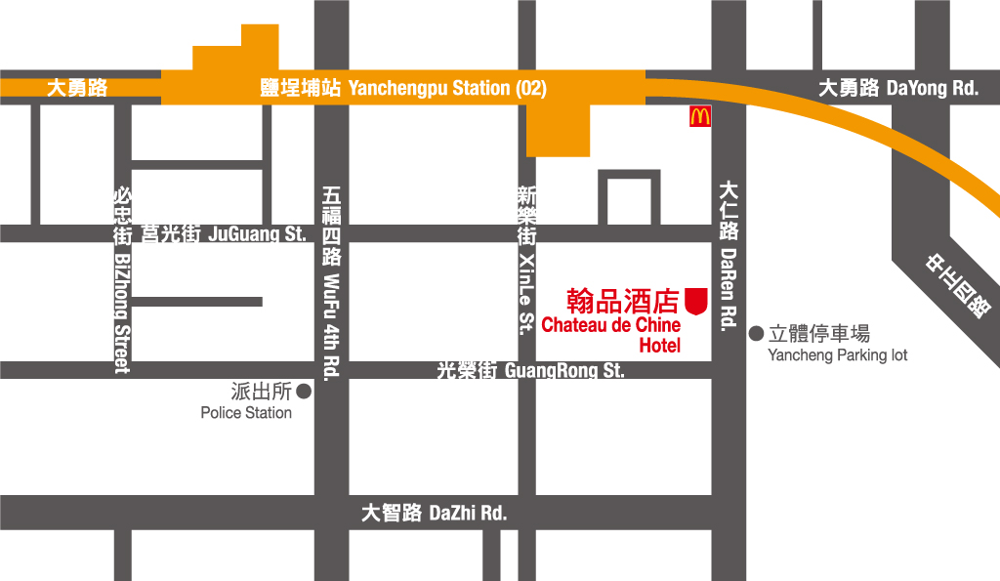 大勇路
鹽埕埔站 Yanchengpu Station (02)
大勇路 DaYong Rd.
必忠街 BiZhong Street
五福四路 WuFu 4th Rd.
新樂街 XinLe St.
大仁路 DaRen Rd.
莒光街 JuGuang St.
中正四路
翰品酒店
Chateau de Chine
Hotel
立體停車場
Yancheng Parking lot
光榮街 GuangRong St.
派出所
Police Station
大智路 DaZhi Rd.